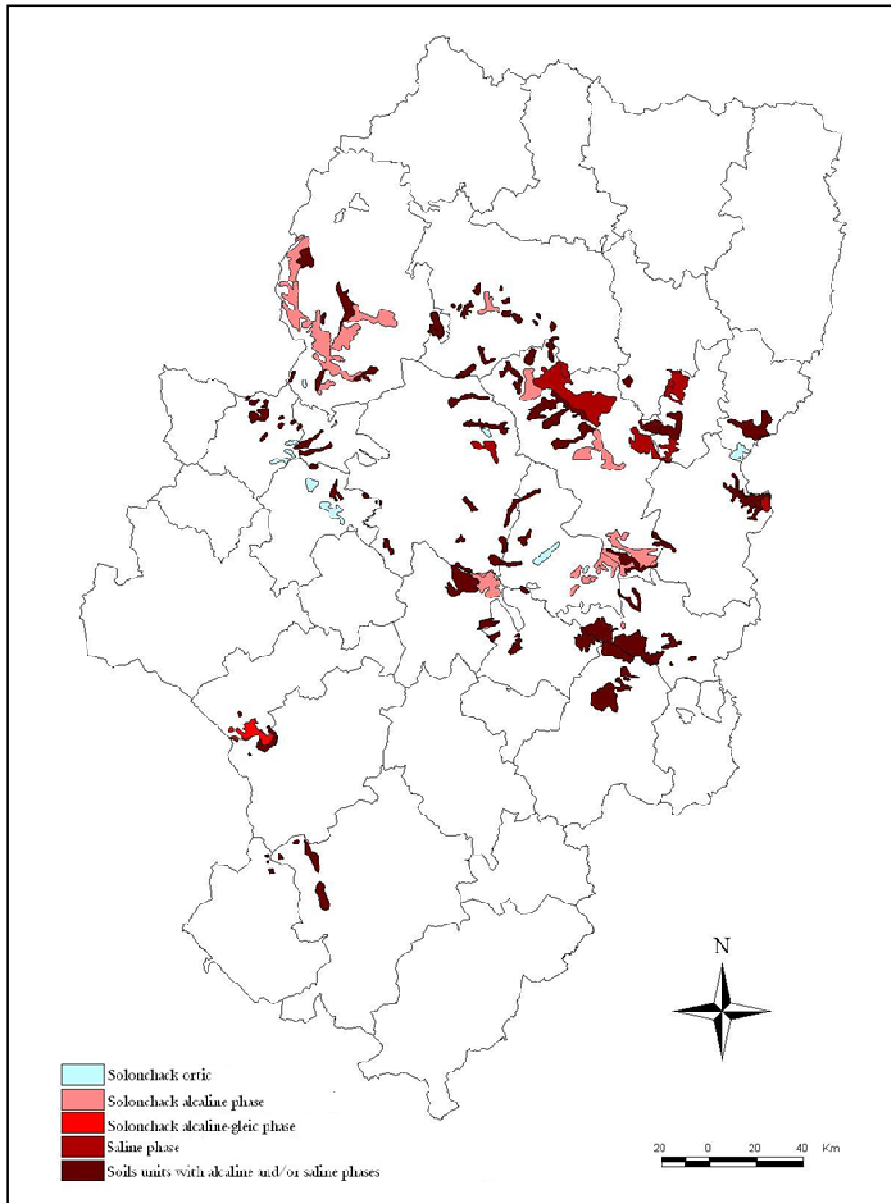 N
Solonchack ortic
Solonchack alcaline phase
Solonchack alcaline-gleic phase
Saline phase
Soils units with alcaline and/or saline phases
20 0 20 40 Km